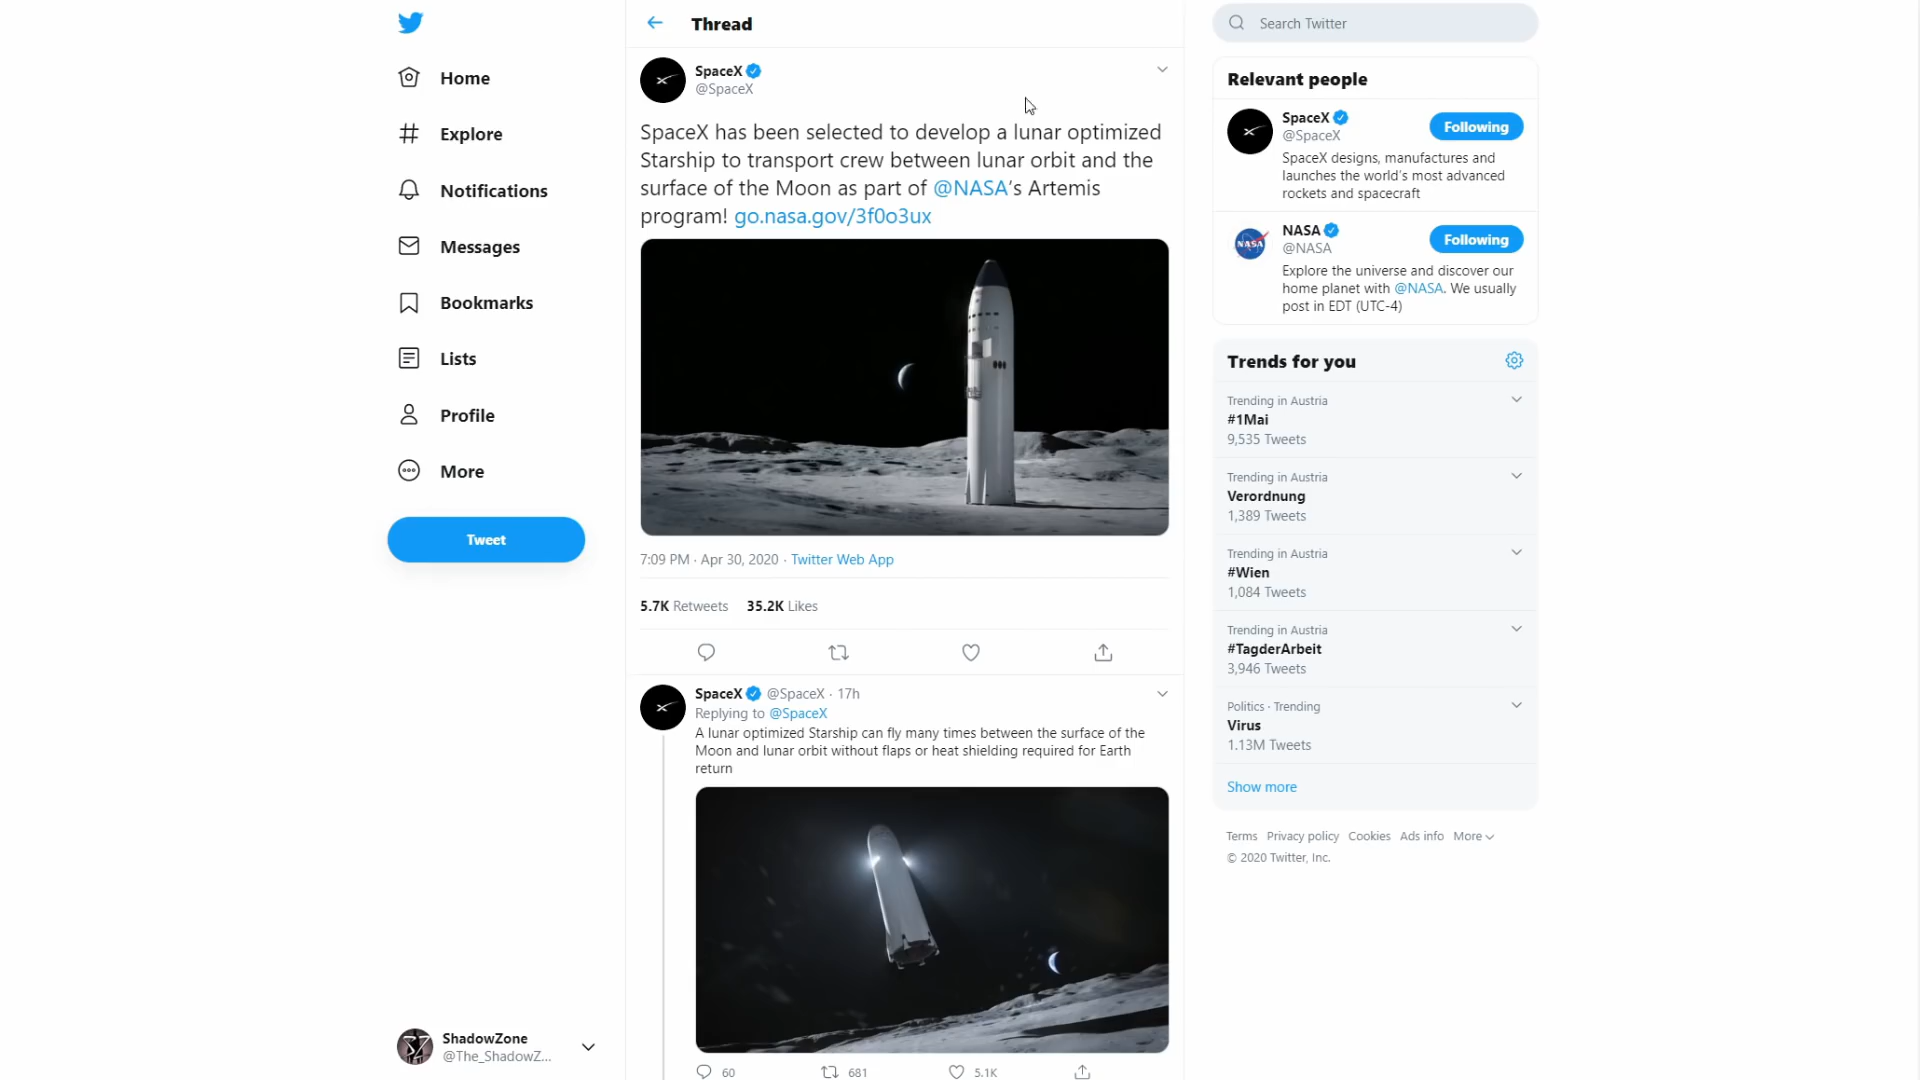 Home
Explore
Notifications
Messages
Bookmarks
Lists
Profile
More
Tweet
ShadowZone
@The_ShadowZ...
Thread
SpaceX
@SpaceX
SpaceX has been selected to develop a lunar optimized
Starship to transport crew between lunar orbit and the
surface of the Moon as part of @NASA's Artemis
program! go.nasa.gov/3f0o3ux
7:09 PM · Apr 30, 2020 · Twitter Web App
5.7K Retweets 35.2K Likes
SpaceX @SpaceX · 17h
Replying to @SpaceX
A lunar optimized Starship can fly many times between the surface of the
Moon and lunar orbit without flaps or heat shielding required for Earth
return
60 681 5.1K
Search Twitter
Relevant people
SpaceX
@SpaceX
Following
SpaceX designs, manufactures and
launches the world's most advanced
rockets and spacecraft
NASA
NASA
@NASA
Following
Explore the universe and discover our
home planet with @NASA. We usually
post in EDT (UTC-4)
Trends for you
Trending in Austria
#1Mai
9,535 Tweets
Trending in Austria
Verordnung
1,389 Tweets
Trending in Austria
#Wien
1,084 Tweets
Trending in Austria
#TagderArbeit
3,946 Tweets
Politics · Trending
Virus
1.13M Tweets
Show more
Terms Privacy policy Cookies Ads info More
© 2020 Twitter, Inc.